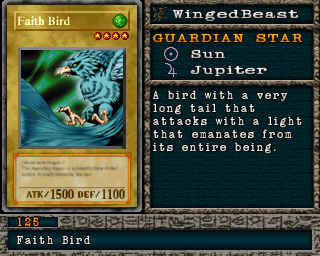 Faith Bird
ATK/1500 DEF/1100
WingedBeast
GUARDIAN STAR
Sun
Jupiter
A bird with a very
long tail that
attacks with a light
that emanates from
its entire being.
125
Faith Bird